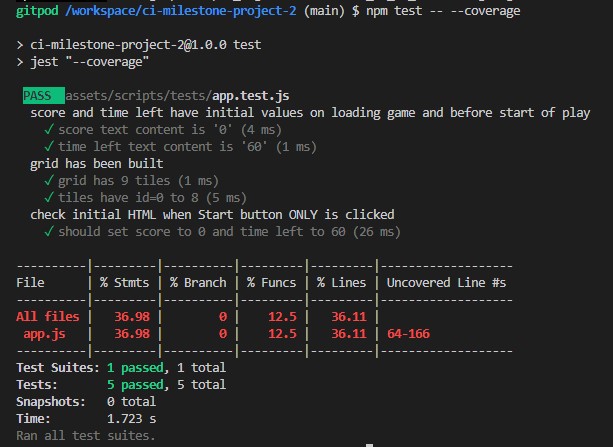 gitpod /workspace/ci-milestone-project-2 (main) $ npm test -- --coverage
> ci-milestone-project-2@1.0.0 test
> jest "--coverage"
PASS assets/scripts/tests/app.test.js
score and time left have initial values on loading game and before start of play
✓ score text content is '0' (4 ms)
✓ time left text content is '60' (1 ms)
grid has been built
✓ grid has 9 tiles (1 ms)
✓ tiles have id=0 to 8 (5 ms)
check initial HTML when Start button ONLY is clicked
✓ should set score to 0 and time left to 60 (26 ms)
----------|---------|----------|---------|---------|-------------------
File      | % Stmts | % Branch | % Funcs | % Lines | Uncovered Line #s
----------|---------|----------|---------|---------|-------------------
All files |   36.98 |        0 |    12.5 |   36.11 |
 app.js   |   36.98 |        0 |    12.5 |   36.11 | 64-166
----------|---------|----------|---------|---------|-------------------
Test Suites: 1 passed, 1 total
Tests:       5 passed, 5 total
Snapshots:   0 total
Time:        1.723 s
Ran all test suites.